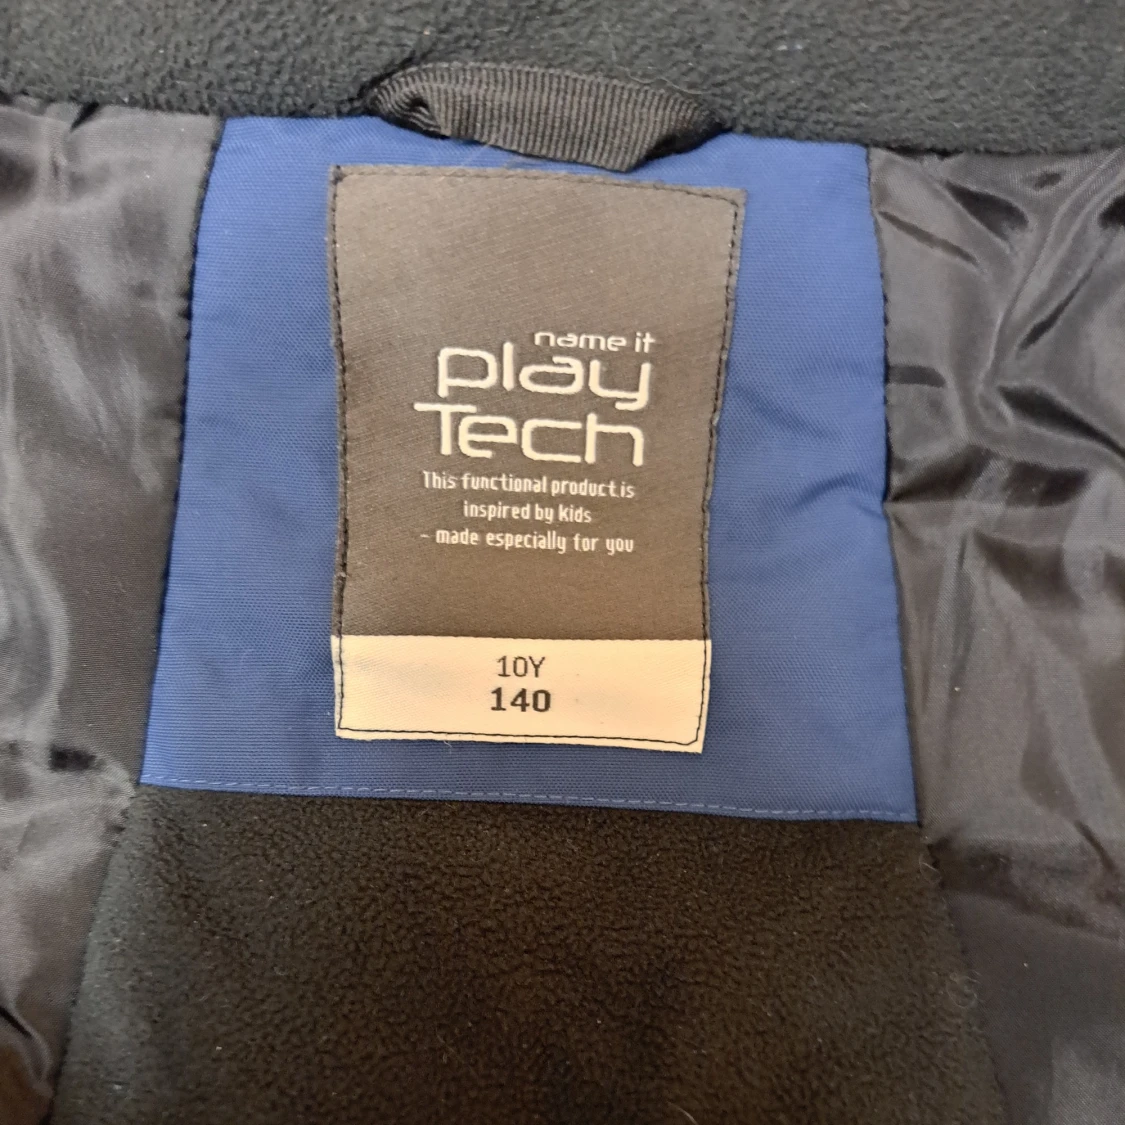 name it
play
Tech
This functional product is
inspired by kids
- made especially for you
10Y
140